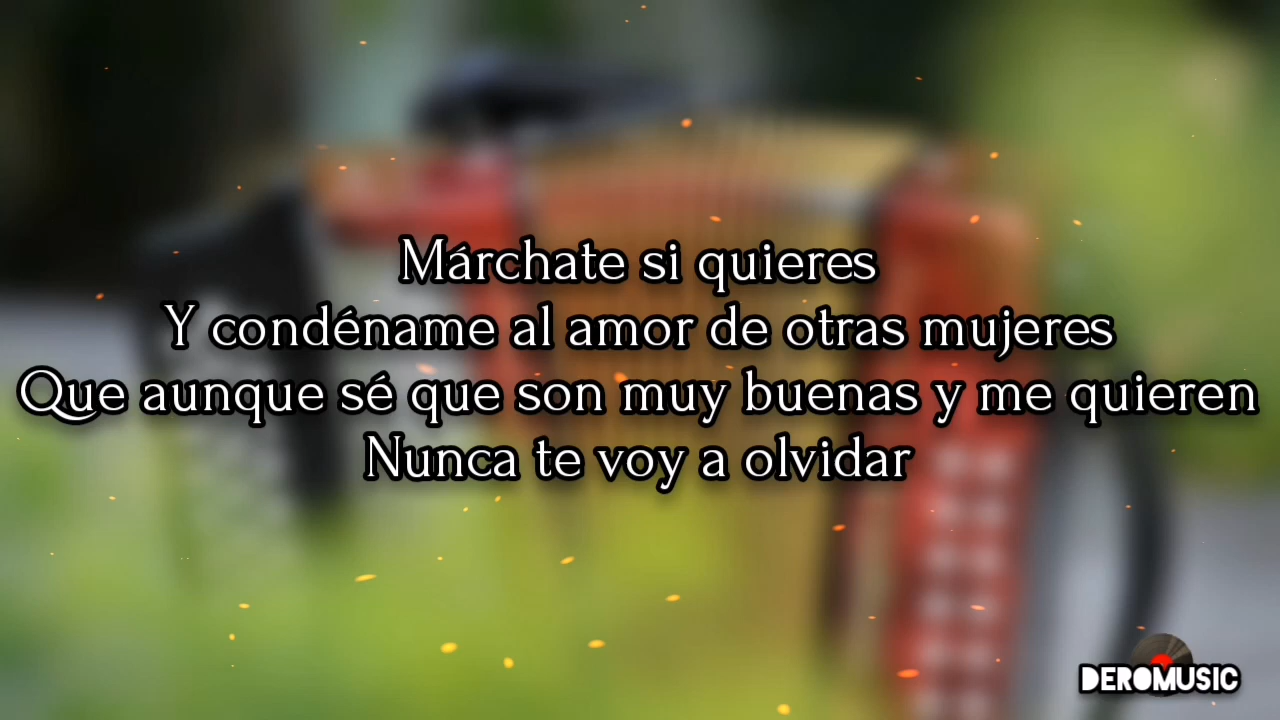 Márchate si quieres
Y condéname al amor de otras mujeres
Que aunque sé que son muy buenas y me quieren
Nunca te voy a olvidar
DEROMUSIC